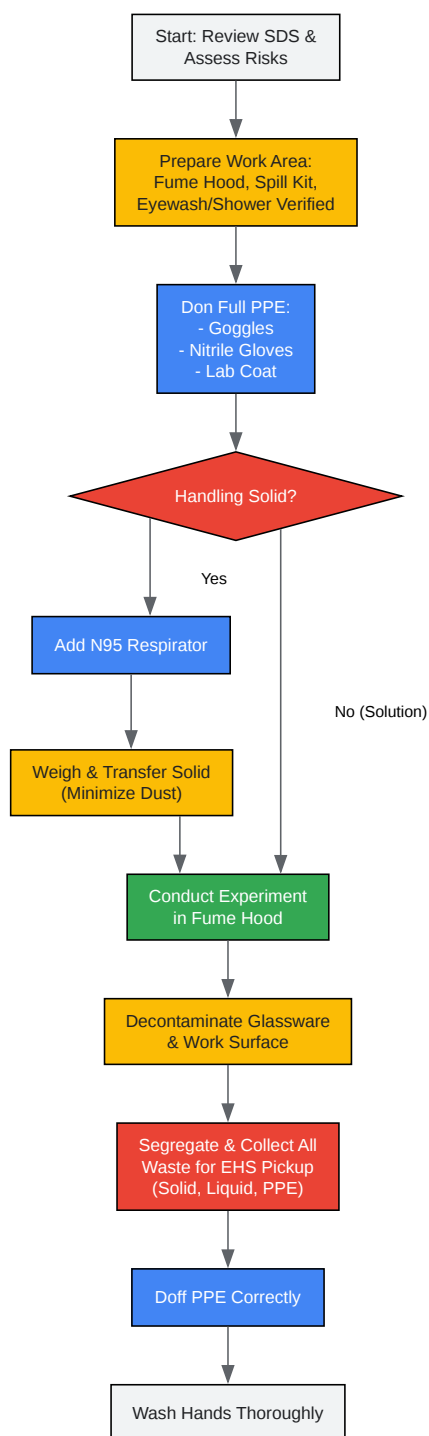 Start: Review SDS &
Assess Risks
Prepare Work Area:
Fume Hood, Spill Kit,
Eyewash/Shower Verified
Don Full PPE:
- Goggles
- Nitrile Gloves
- Lab Coat
Handling Solid?
Yes
Add N95 Respirator
No (Solution)
Weigh & Transfer Solid
(Minimize Dust)
Conduct Experiment
in Fume Hood
Decontaminate Glassware
& Work Surface
Segregate & Collect All
Waste for EHS Pickup
(Solid, Liquid, PPE)
Doff PPE Correctly
Wash Hands Thoroughly